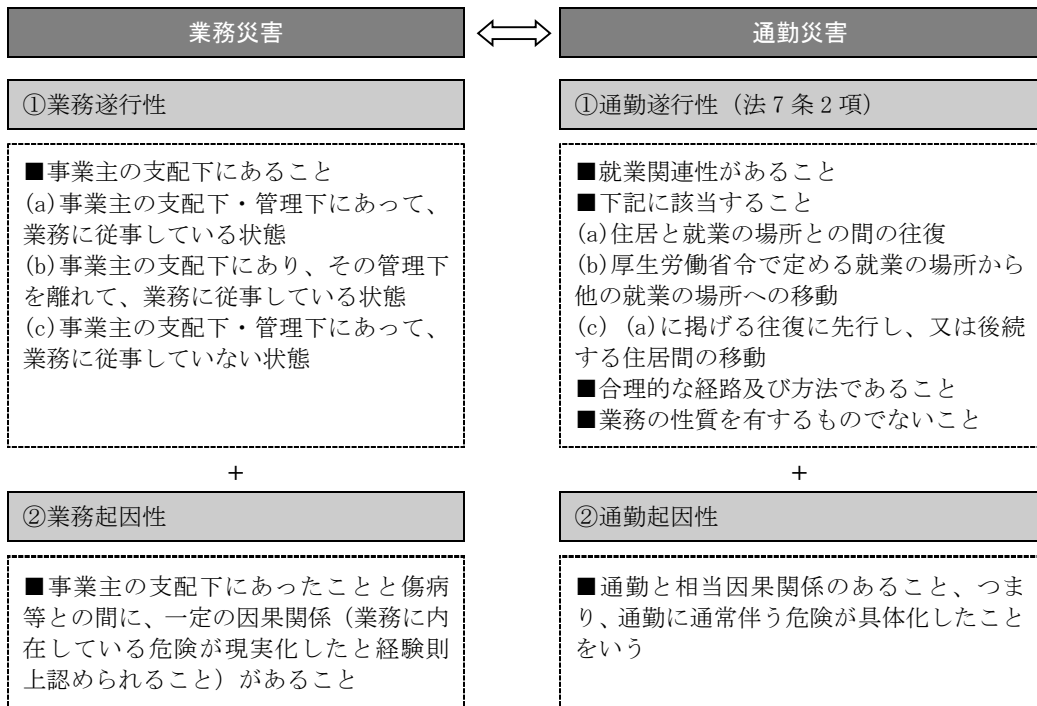 業務災害
①業務遂行性
■事業主の支配下にあること
(a)事業主の支配下・管理下にあって、
業務に従事している状態
(b)事業主の支配下にあり、その管理下
を離れて、業務に従事している状態
(c)事業主の支配下・管理下にあって、
業務に従事していない状態
+
②業務起因性
■事業主の支配下にあったことと傷病
等との間に、一定の因果関係（業務に内
在している危険が現実化したと経験則
上認められること）があること
通勤災害
①通勤遂行性（法７条２項）
■就業関連性があること
■下記に該当すること
(a)住居と就業の場所との間の往復
(b)厚生労働省令で定める就業の場所から
他の就業の場所への移動
(c) (a)に掲げる往復に先行し、又は後続
する住居間の移動
■合理的な経路及び方法であること
■業務の性質を有するものでないこと
+
②通勤起因性
■通勤と相当因果関係のあること、つま
り、通勤に通常伴う危険が具体化したこと
をいう